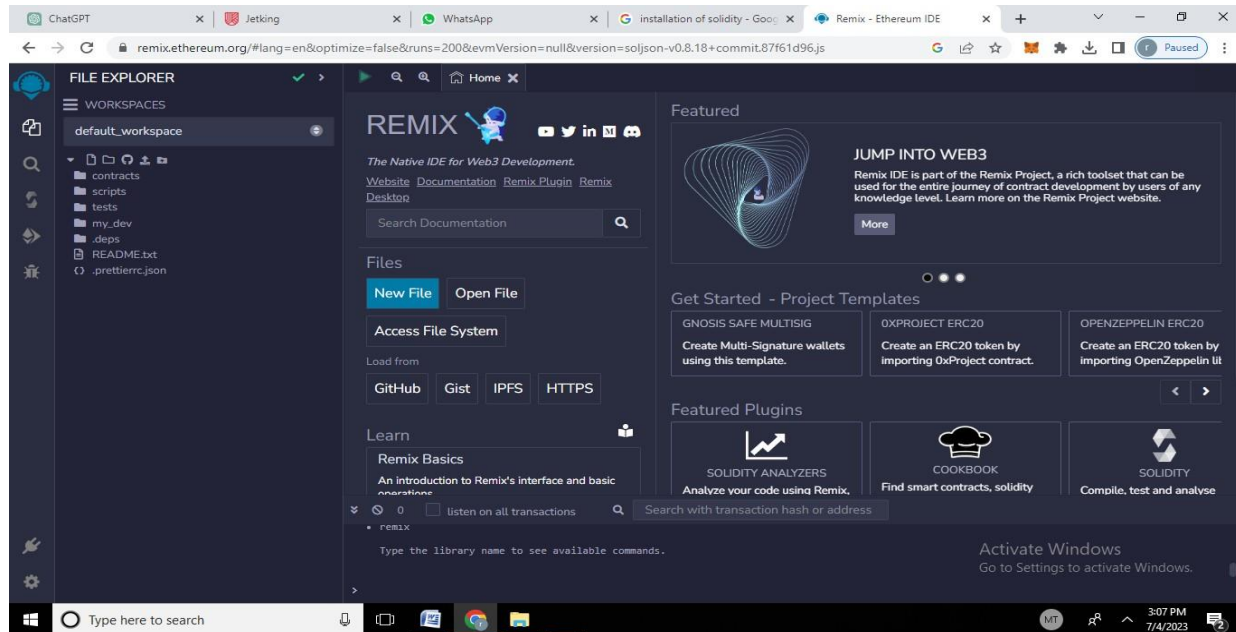 ChatGPT
Jetking
WhatsApp
installation of solidity - Goog
Remix - Ethereum IDE
remix.ethereum.org/#lang=en&optimize=false&runs=200&evmVersion=null&version=soljson-v0.8.18+commit.87f61d96.js
Paused
FILE EXPLORER
WORKSPACES
default_workspace
contracts
scripts
tests
my_dev
.deps
README.txt
.prettierrc.json
Home
REMIX
The Native IDE for Web3 Development.
Website Documentation Remix Plugin Remix
Desktop
Search Documentation
Files
New File Open File
Access File System
Load from
GitHub Gist IPFS HTTPS
Learn
Remix Basics
An introduction to Remix's interface and basic
operations
Featured
JUMP INTO WEB3
Remix IDE is part of the Remix Project, a rich toolset that can be
used for the entire journey of contract development by users of any
knowledge level. Learn more on the Remix Project website.
More
Get Started - Project Templates
GNOSIS SAFE MULTISIG
Create Multi-Signature wallets
using this template.
0XPROJECT ERC20
Create an ERC20 token by
importing 0xProject contract.
OPENZEPPELIN ERC20
Create an ERC20 token by
importing OpenZeppelin lib
Featured Plugins
SOLIDITY ANALYZERS
Analyze your code using Remix,
COOKBOOK
Find smart contracts, solidity
SOLIDITY
Compile, test and analyse
0 listen on all transactions Search with transaction hash or address
• remix
Type the library name to see available commands.
>
Activate Windows
Go to Settings to activate Windows.
Type here to search
MT
3:07 PM
7/4/2023
2